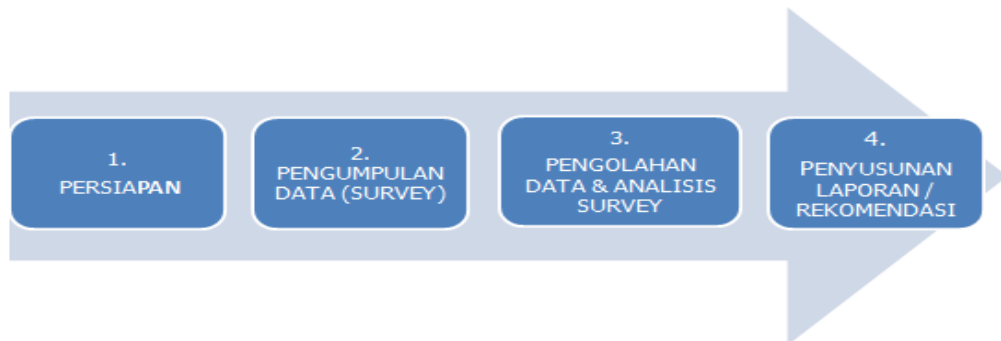 1.
PERSIAPAN
2.
PENGUMPULAN
DATA (SURVEY)
3.
PENGOLAHAN
DATA & ANALISIS
SURVEY
4.
PENYUSUNAN
LAPORAN /
REKOMENDASI